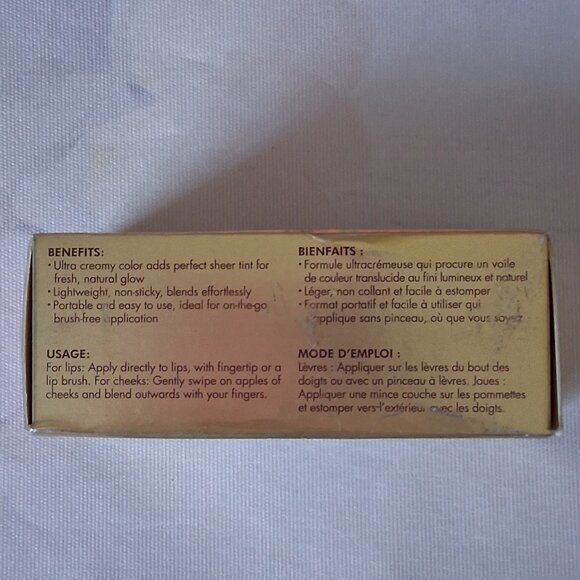 BENEFITS:
• Ultra creamy color adds perfect sheer tint for
fresh, natural glow
• Lightweight, non-sticky, blends effortlessly
• Portable and easy to use, ideal for on-the-go
brush-free application
USAGE:
For lips: Apply directly to lips, with fingertip or a
lip brush. For cheeks: Gently swipe on apples of
cheeks and blend outwards with your fingers.
BIENFAITS :
• Formule ultracrémeuse qui procure un voile
de couleur translucide au fini lumineux et naturel
• Léger, non collant et facile à estomper
• Format portatif et facile à utiliser qui
s'applique sans pinceau, où que vous soyez
MODE D'EMPLOI :
Lèvres : Appliquer sur les lèvres du bout des
doigts ou avec un pinceau à lèvres. Joues :
Appliquer une mince couche sur les pommettes
et estomper vers l'extérieur avec les doigts.